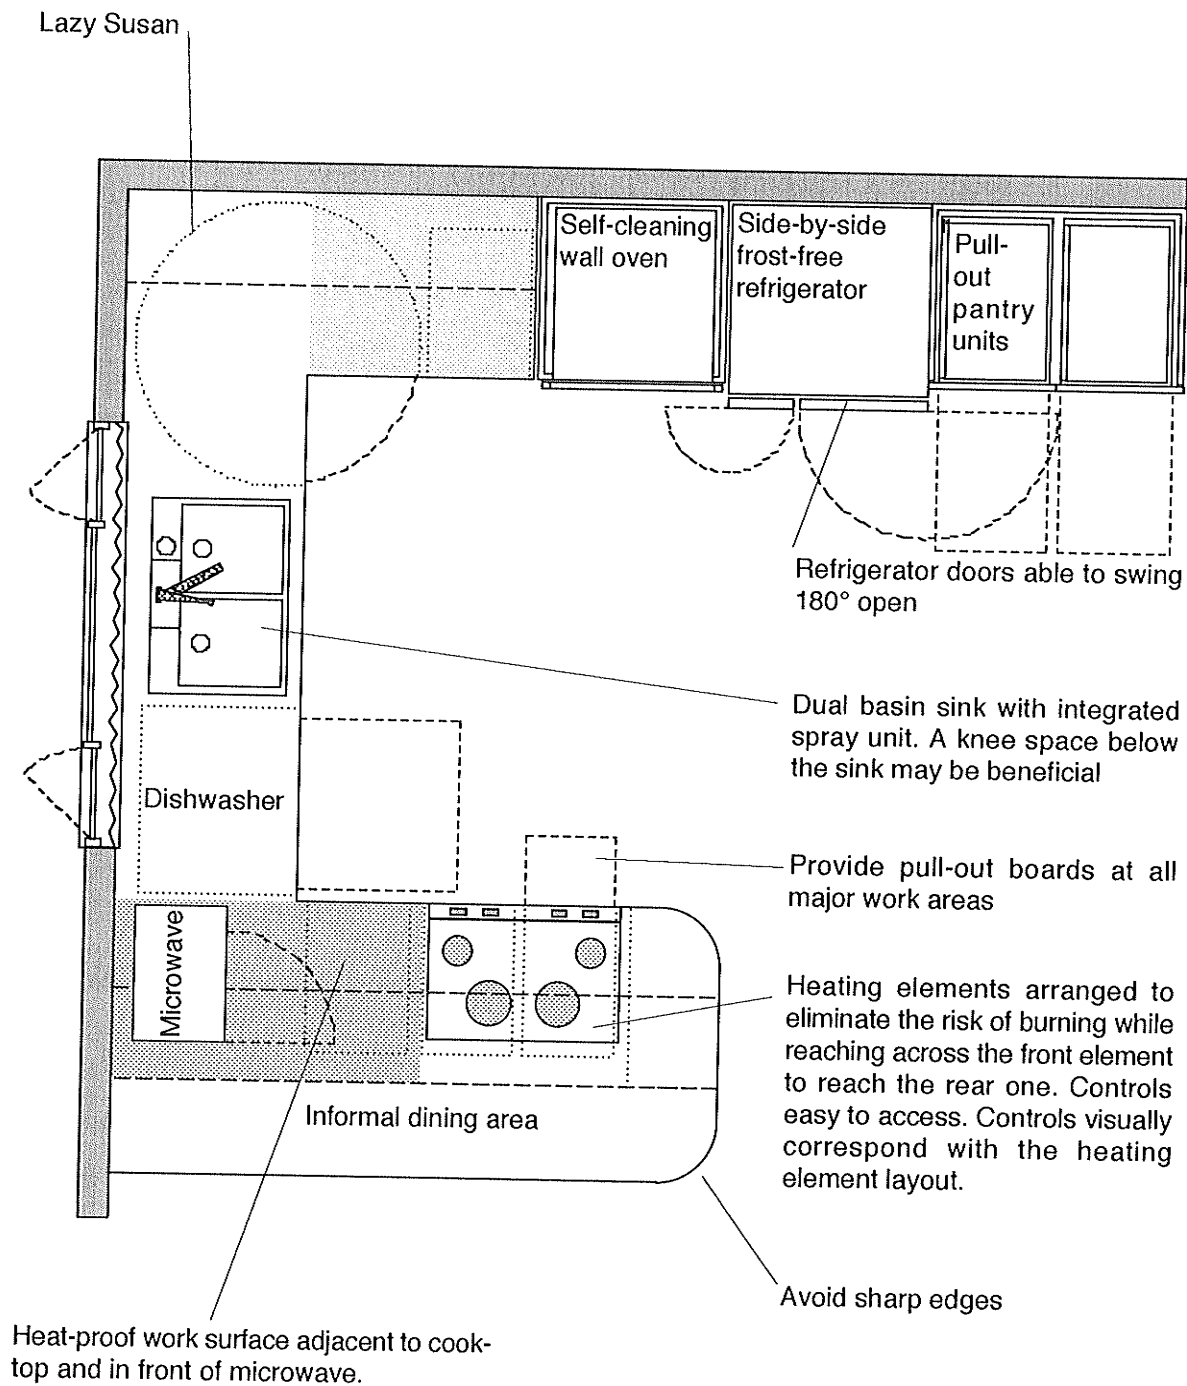 Lazy Susan
Self-cleaning
wall oven
Side-by-side
frost-free
refrigerator
Pull-
out
pantry
units
Refrigerator doors able to swing
180° open
Dual basin sink with integrated
spray unit. A knee space below
the sink may be beneficial
Dishwasher
Provide pull-out boards at all
major work areas
Microwave
Heating elements arranged to
eliminate the risk of burning while
reaching across the front element
to reach the rear one. Controls
easy to access. Controls visually
correspond with the heating
element layout.
Informal dining area
Avoid sharp edges
Heat-proof work surface adjacent to cook-
top and in front of microwave.